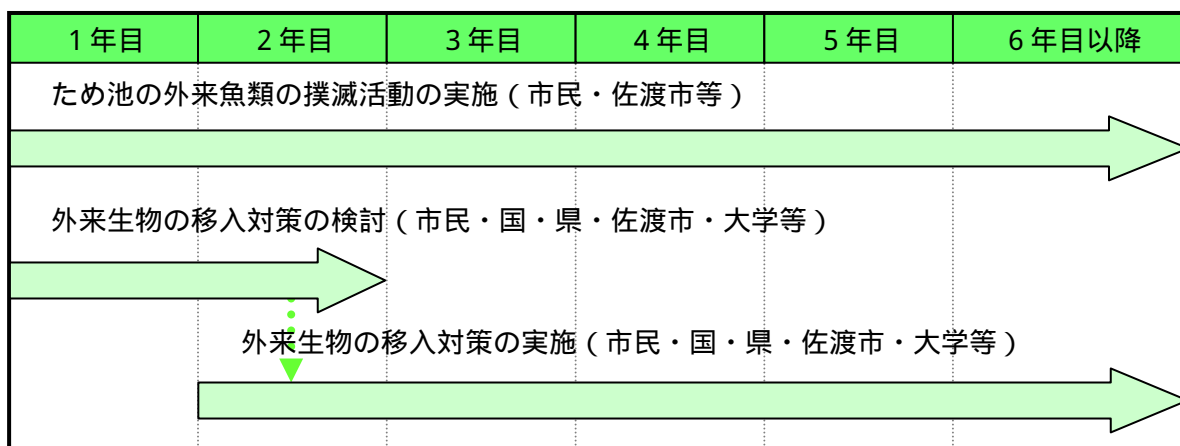 1年目 2年目 3年目 4年目 5年目 6年目以降
ため池の外来魚類の撲滅活動の実施(市民・佐渡市等)
外来生物の移入対策の検討(市民・国・県・佐渡市・大学等)
外来生物の移入対策の実施(市民・国・県・佐渡市・大学等)